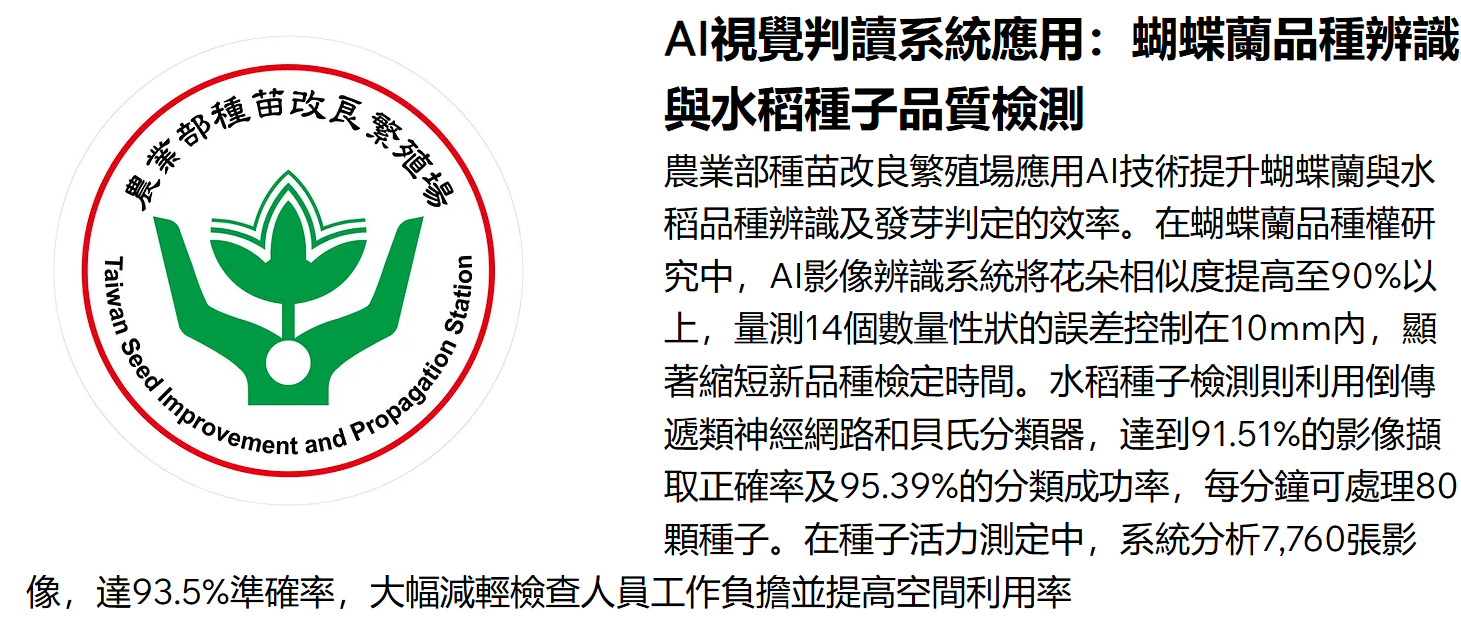 農業部種苗改良繁殖場
Taiwan Seed Improvement and Propagation Station
AI視覺判讀系統應用：蝴蝶蘭品種辨識
與水稻種子品質檢測
農業部種苗改良繁殖場應用AI技術提升蝴蝶蘭與水
稻品種辨識及發芽判定的效率。在蝴蝶蘭品種權研
究中，AI影像辨識系統將花朵相似度提高至90%以
上，量測14個數量性狀的誤差控制在10mm內，顯
著縮短新品種檢定時間。水稻種子檢測則利用倒傳
遞類神經網路和貝氏分類器，達到91.51%的影像擷
取正確率及95.39%的分類成功率，每分鐘可處理80
顆種子。在種子活力測定中，系統分析7,760張影
像，達93.5%準確率，大幅減輕檢查人員工作負擔並提高空間利用率